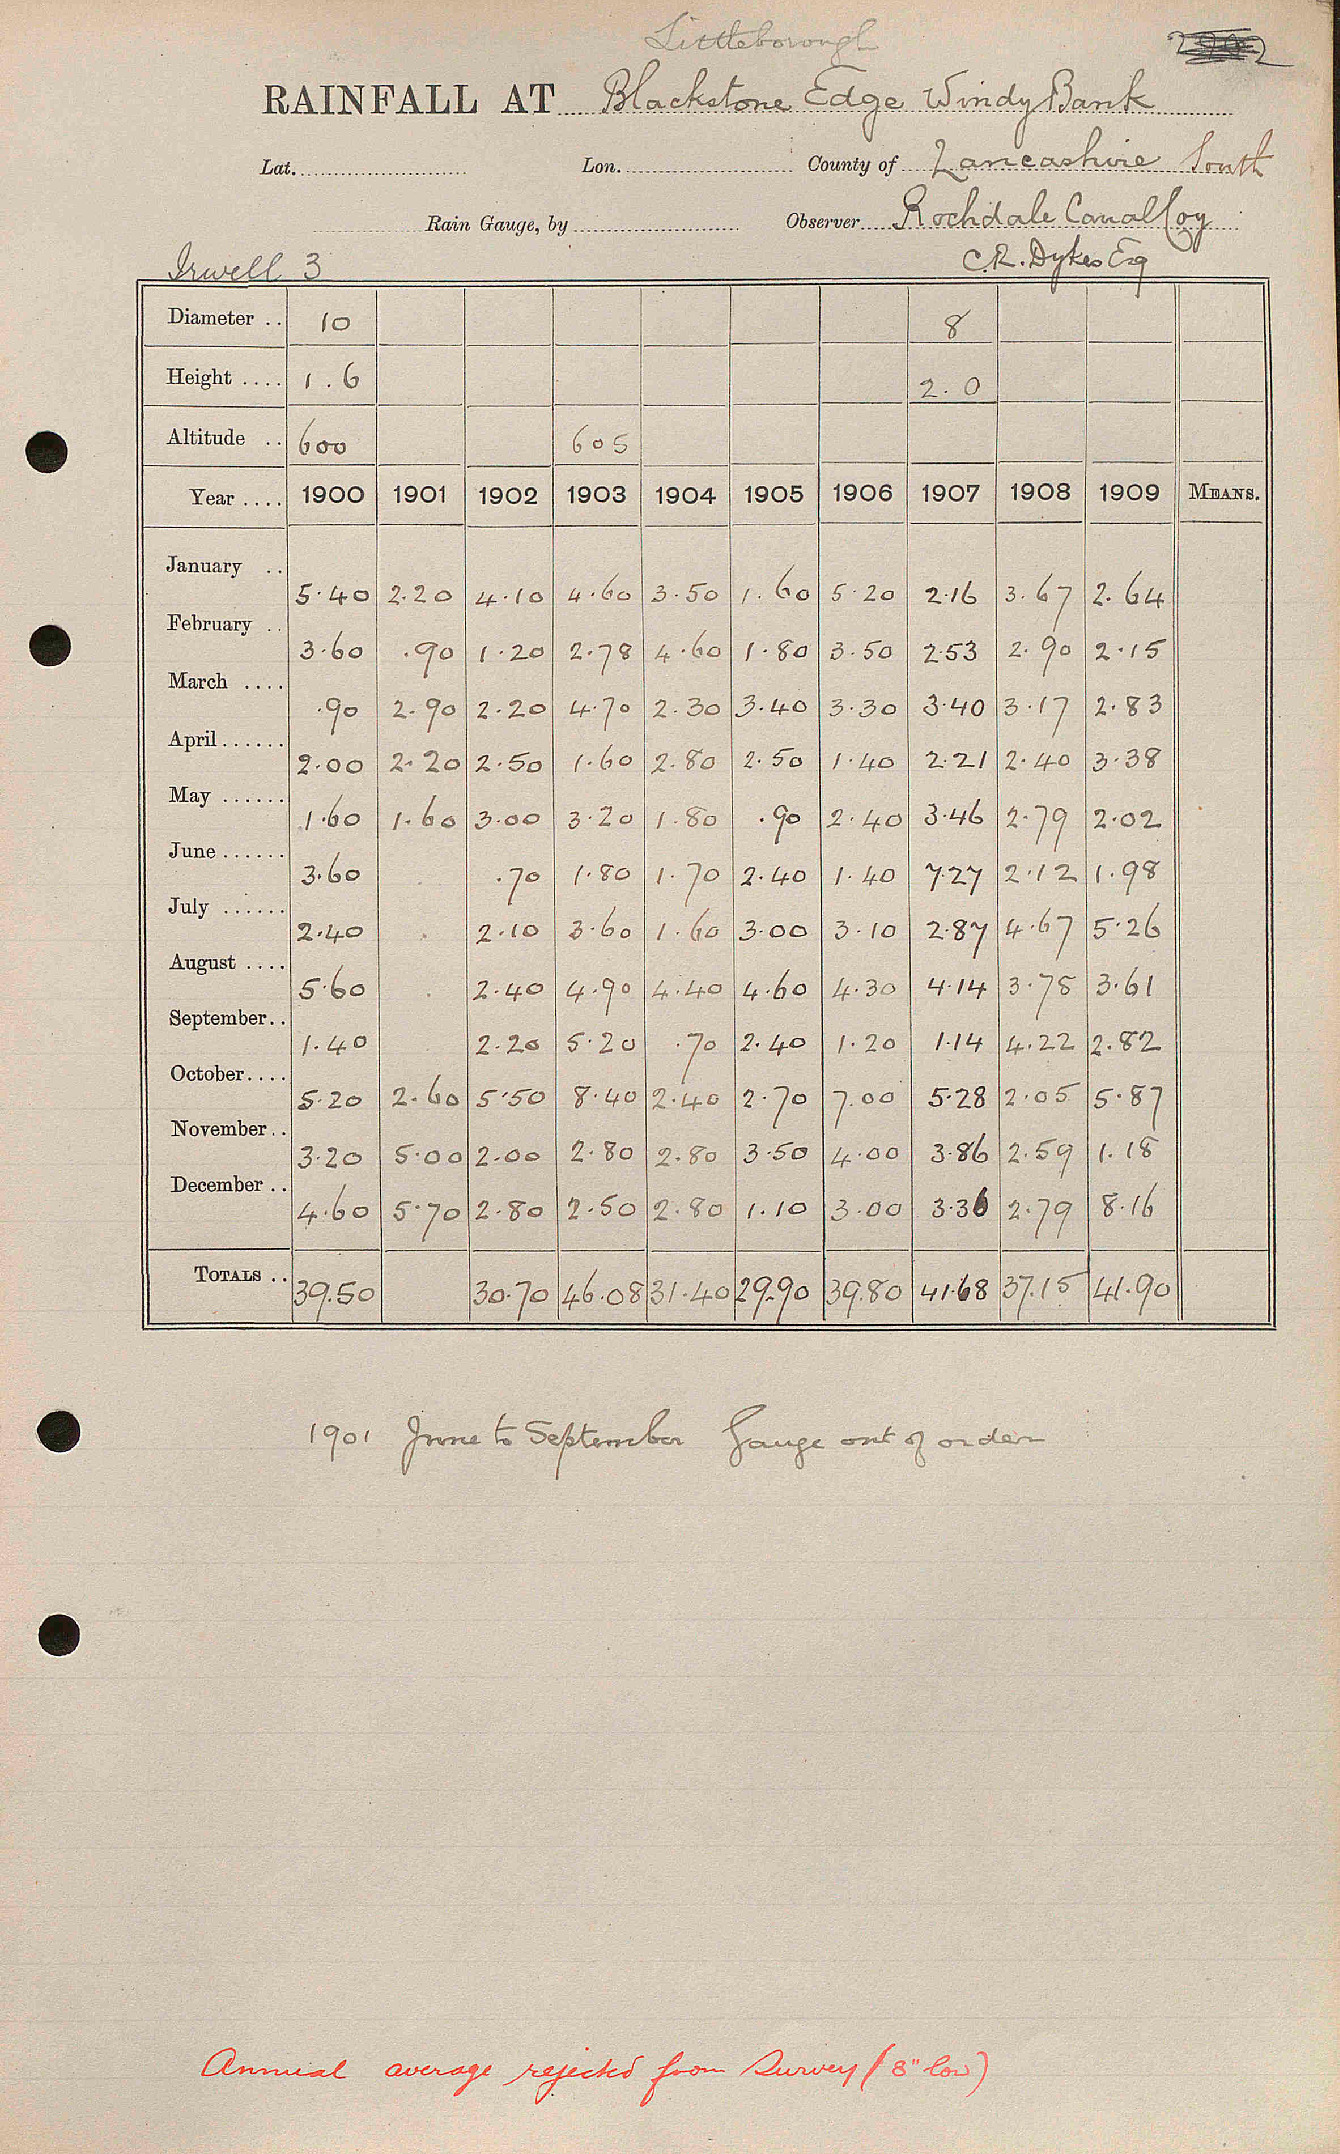 Littleborough
RAINFALL AT Blackstone Edge Windy Bank
Lat. Lon. County of Lancashire South
Rain Gauge, by Observer Rochdale Canal Coy
Irwell 3 C.R. Dykes Esq
Diameter .. 10 8
Height .... 1.6 2.0
Altitude .. 600 605
Year .... 1900 1901 1902 1903 1904 1905 1906 1907 1908 1909 MEANS.
January .. 5.40 2.20 4.10 4.60 3.50 1.60 5.20 2.16 3.67 2.64
February .. 3.60 .90 1.20 2.78 4.60 1.80 3.50 2.53 2.90 2.15
March .... .90 2.90 2.20 4.70 2.30 3.40 3.30 3.40 3.17 2.83
April ...... 2.00 2.20 2.50 1.60 2.80 2.50 1.40 2.21 2.40 3.38
May ...... 1.60 1.60 3.00 3.20 1.80 .90 2.40 3.46 2.79 2.02
June ...... 3.60 .70 1.80 1.70 2.40 1.40 7.27 2.12 1.98
July ...... 2.40 2.10 3.60 1.60 3.00 3.10 2.87 4.67 5.26
August .... 5.60 2.40 4.90 4.40 4.60 4.30 4.14 3.78 3.61
September.. 1.40 2.20 5.20 .70 2.40 1.20 1.14 4.22 2.82
October.... 5.20 2.60 5.50 8.40 2.40 2.70 7.00 5.28 2.05 5.87
November.. 3.20 5.00 2.00 2.80 2.80 3.50 4.00 3.86 2.59 1.18
December .. 4.60 5.70 2.80 2.50 2.80 1.10 3.00 3.36 2.79 8.16
TOTALS .. 39.50 30.70 46.08 31.40 29.90 39.80 41.68 37.15 41.90
1901 June to September Gauge out of order
Annual average rejected from Survey (8" low)